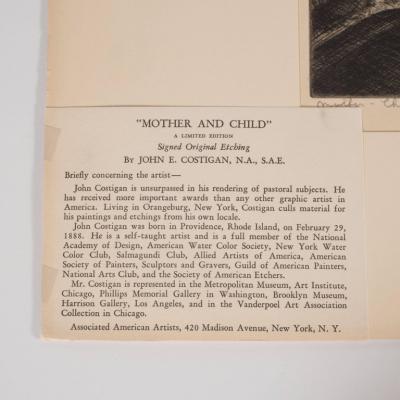 Mother - Ch
"MOTHER AND CHILD"
A LIMITED EDITION
Signed Original Etching
BY JOHN E. COSTIGAN, N.A., S.A.E.
Briefly concerning the artist—
John Costigan is unsurpassed in his rendering of pastoral subjects. He
has received more important awards than any other graphic artist in
America. Living in Orangeburg, New York, Costigan culls material for
his paintings and etchings from his own locale.
John Costigan was born in Providence, Rhode Island, on February 29,
1888. He is a self-taught artist and is a full member of the National
Academy of Design, American Water Color Society, New York Water
Color Club, Salmagundi Club, Allied Artists of America, American
Society of Painters, Sculptors and Gravers, Guild of American Painters,
National Arts Club, and the Society of American Etchers.
Mr. Costigan is represented in the Metropolitan Museum, Art Institute,
Chicago, Phillips Memorial Gallery in Washington, Brooklyn Museum,
Harrison Gallery, Los Angeles, and in the Vanderpoel Art Association
Collection in Chicago.
Associated American Artists, 420 Madison Avenue, New York, N. Y.